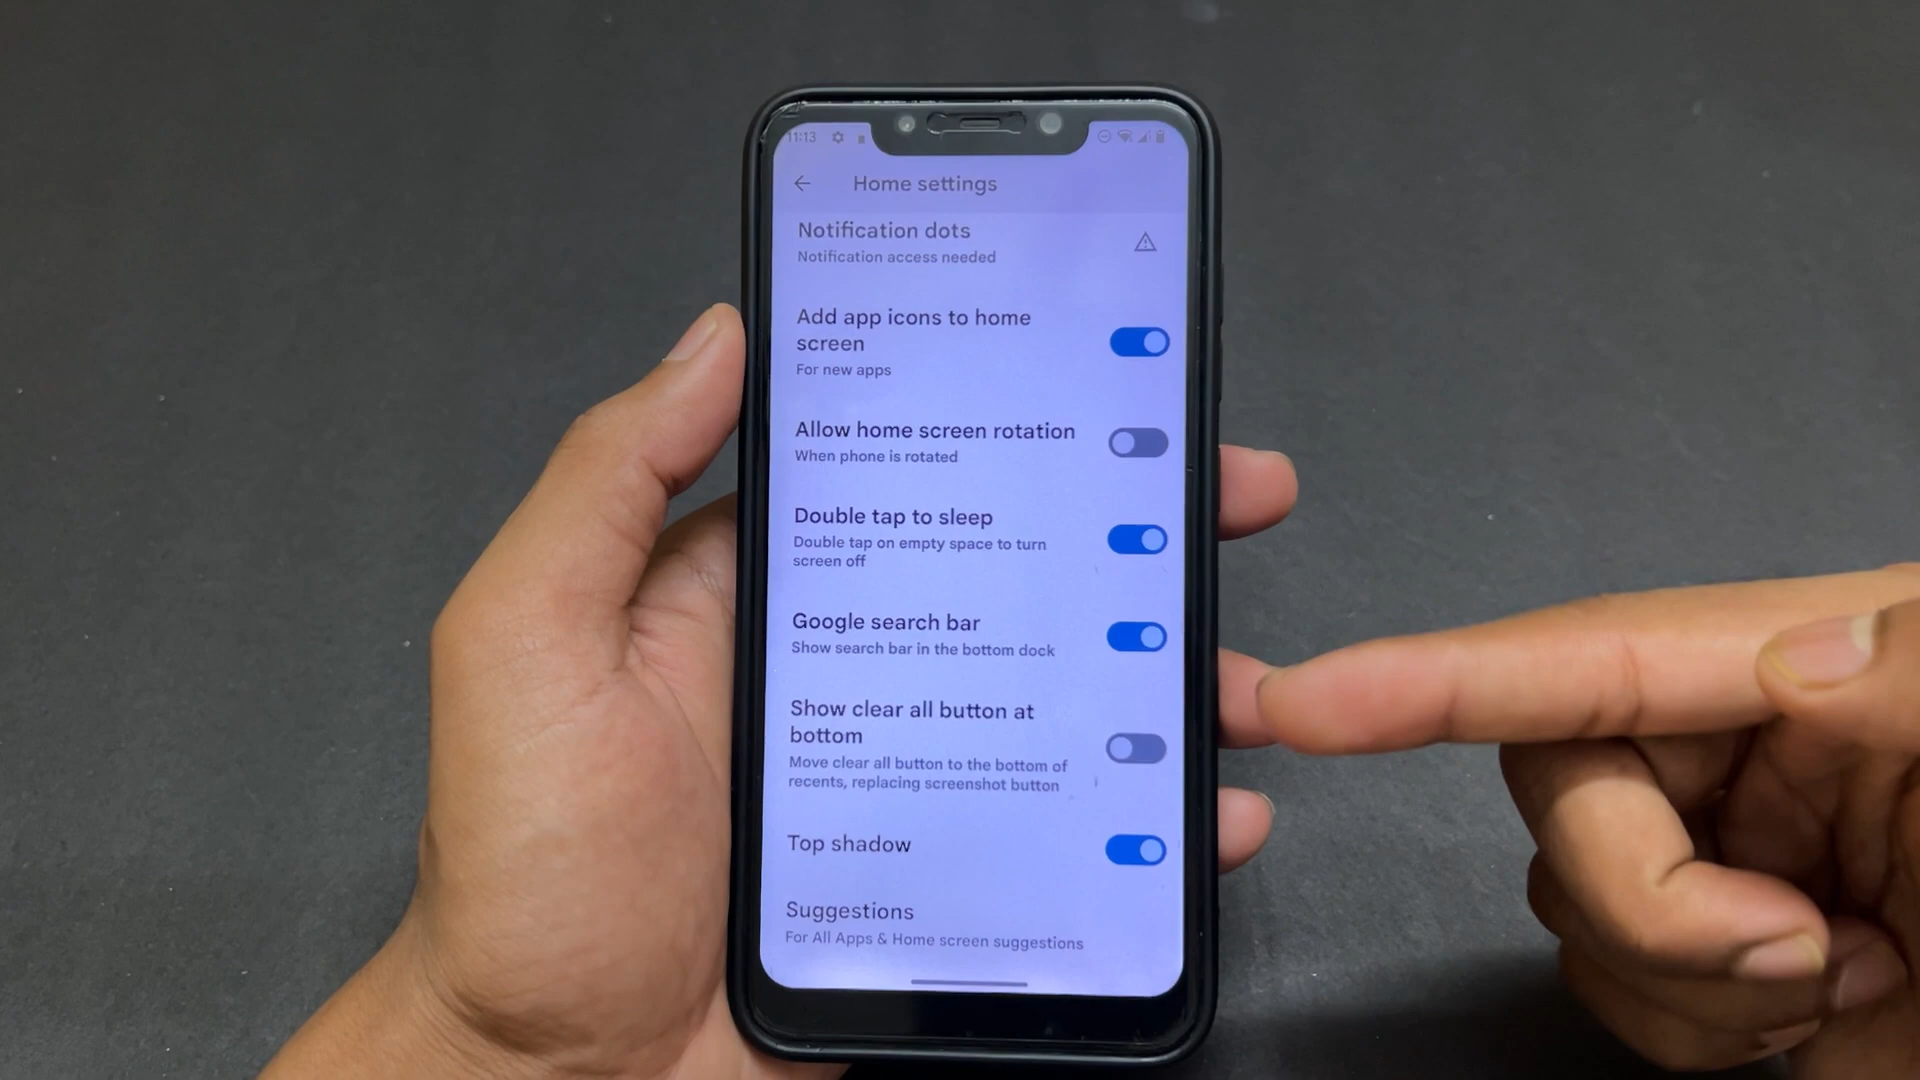 11:13
Home settings
Notification dots
Notification access needed
Add app icons to home
screen
For new apps
Allow home screen rotation
When phone is rotated
Double tap to sleep
Double tap on empty space to turn
screen off
Google search bar
Show search bar in the bottom dock
Show clear all button at
bottom
Move clear all button to the bottom of
recents, replacing screenshot button
Top shadow
Suggestions
For All Apps & Home screen suggestions